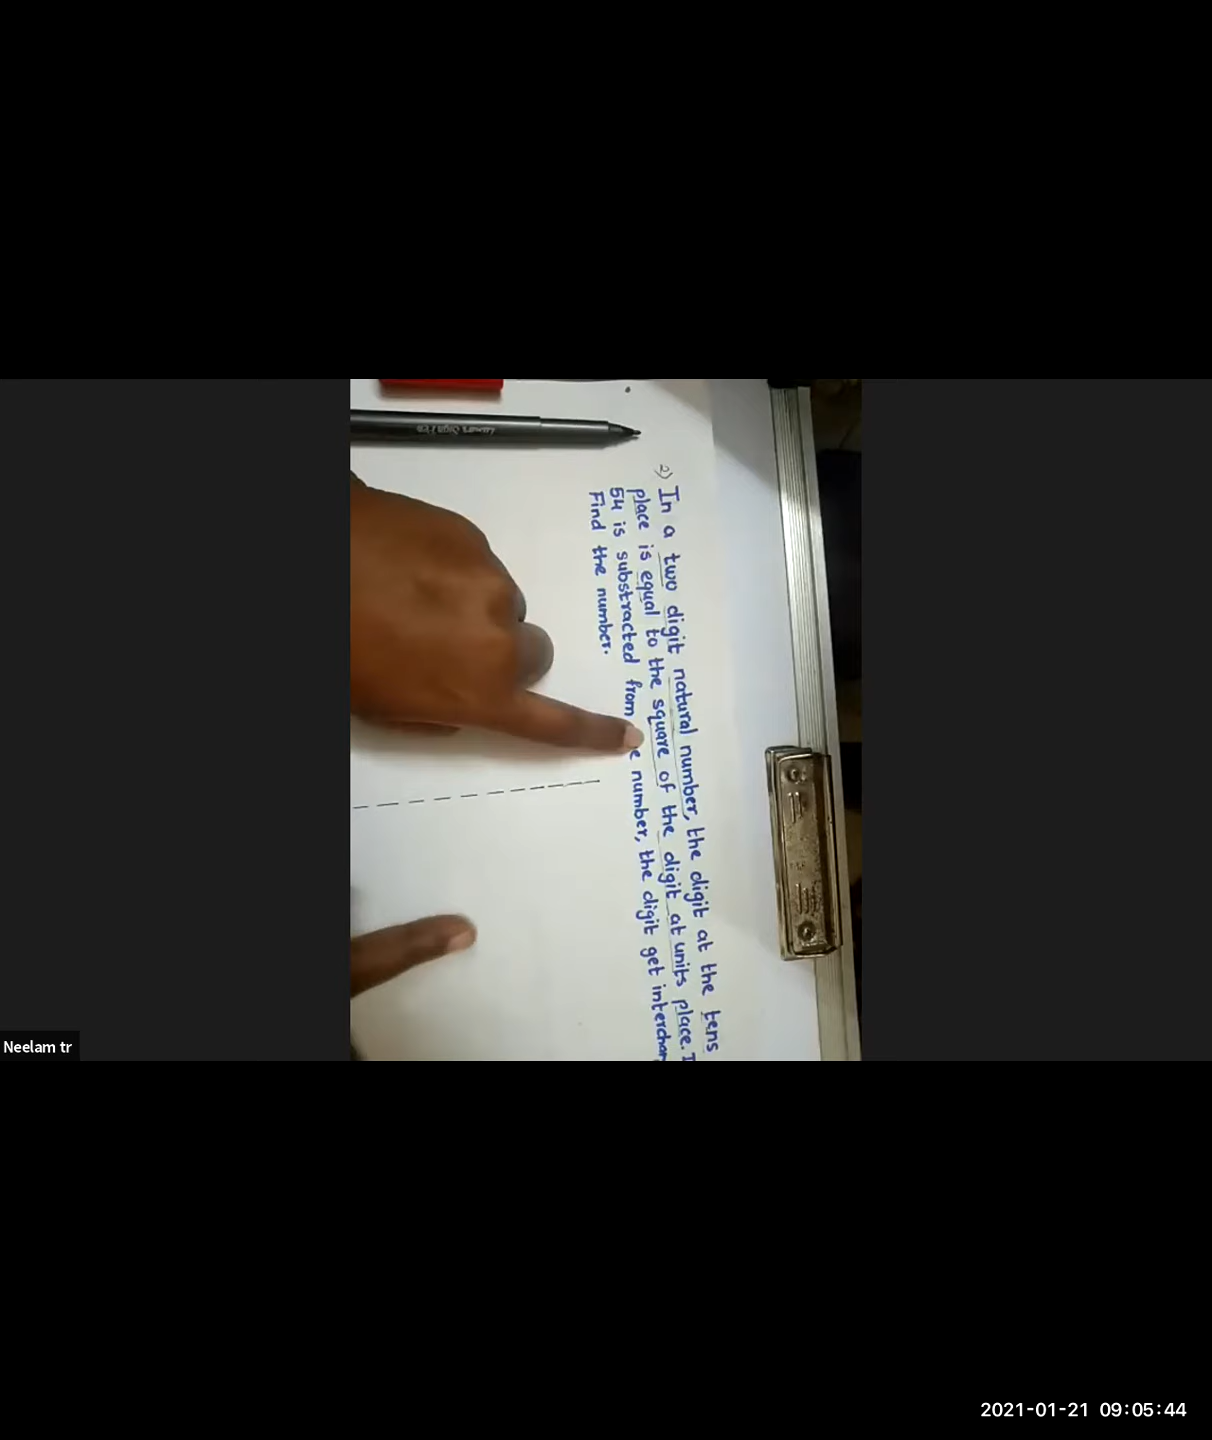 2) In a two digit natural number, the digit at the tens
place is equal to the square of the digit at units place. I
54 is substracted from number, the digit get interchan
Find the number.
Neelam tr
2021-01-21 09:05:44